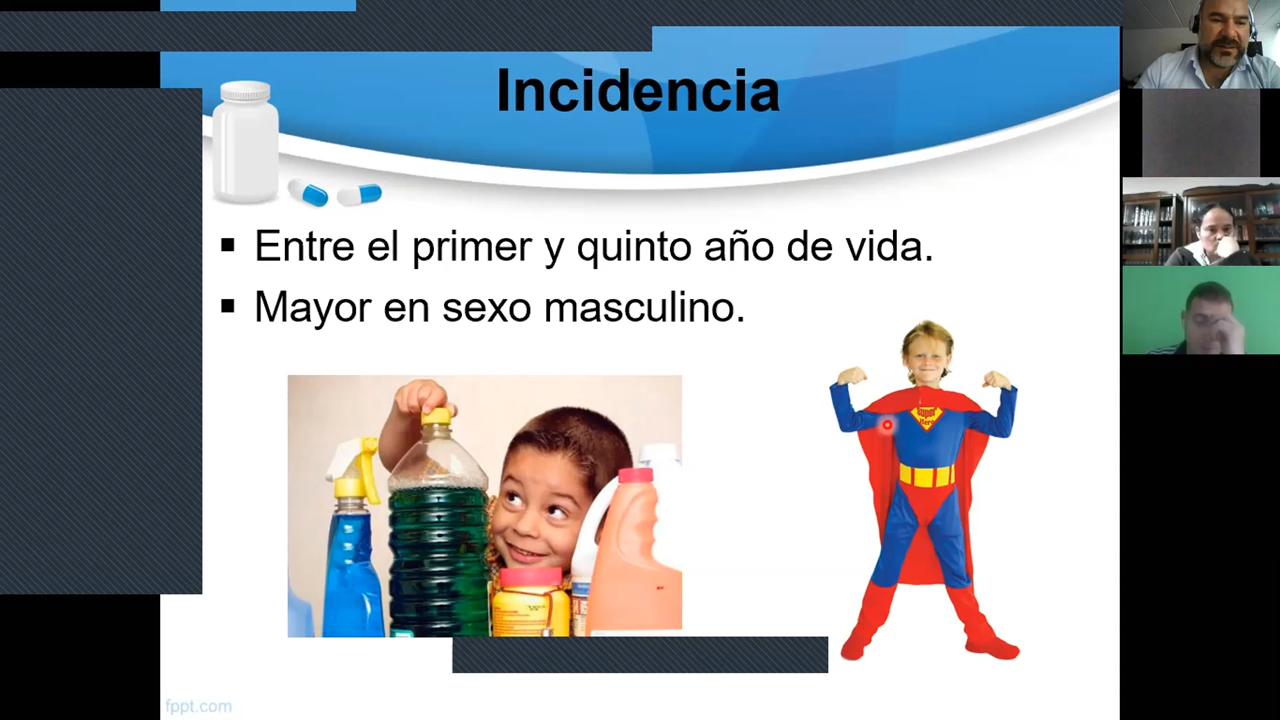 Incidencia
▪ Entre el primer y quinto año de vida.
▪ Mayor en sexo masculino.
fppt.com